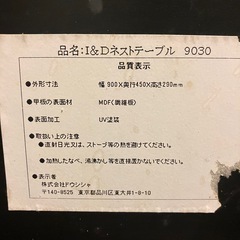 品名:I&Dネストテーブル 9030
品質表示
●外形寸法 幅900×奥行450×高さ290mm
●甲板の表面材 MDF(繊維板)
●表面加工 UV塗装
●取扱い上の注意
●直射日光又は、ストーブ等の熱を避けてください。
●加熱したなべ、湯沸かし等を直接置かないでください。
●表示者
株式会社ドウシシャ
〒140-8525 東京都品川区東大井1-8-10